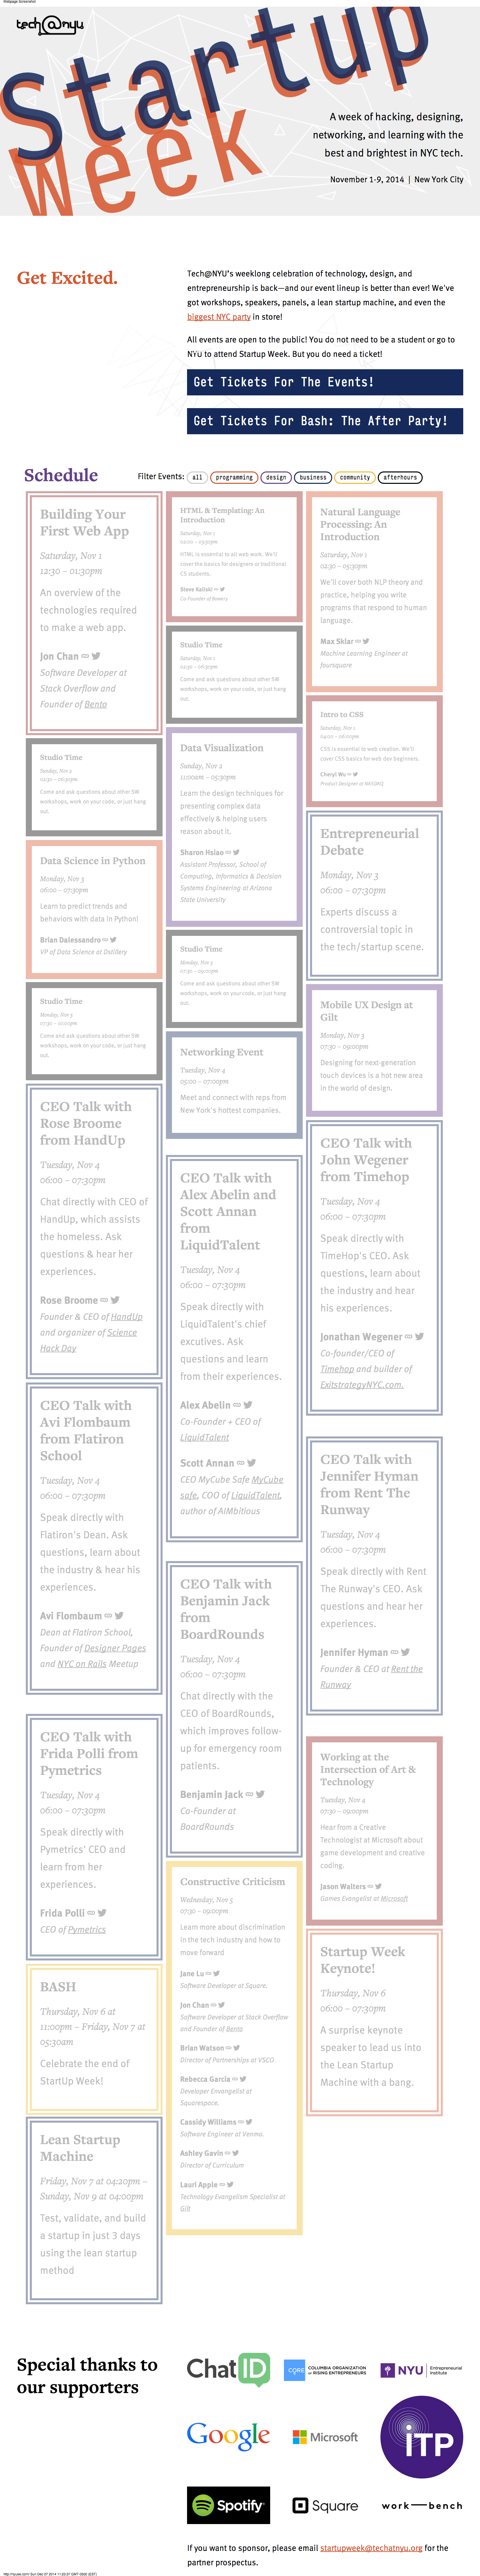 Webpage Screenshot
tech@nyu
Startup
Week
A week of hacking, designing,
networking, and learning with the
best and brightest in NYC tech.
November 1-9, 2014 | New York City
Get Excited.
Tech@NYU's weeklong celebration of technology, design, and
entrepreneurship is back—and our event lineup is better than ever! We've
got workshops, speakers, panels, a lean startup machine, and even the
biggest NYC party in store!
All events are open to the public! You do not need to be a student or go to
NYU to attend Startup Week. But you do need a ticket!
Get Tickets For The Events!
Get Tickets For Bash: The After Party!
Schedule
Filter Events: all programming design business community afterhours
Building Your
First Web App
Saturday, Nov 1
12:30 – 01:30pm
An overview of the
technologies required
to make a web app.
Jon Chan
Software Developer at
Stack Overflow and
Founder of Bento
Studio Time
Sunday, Nov 2
Come and ask questions about other SW
workshops, work on your code, or just hang
out.
Data Science in Python
Monday, Nov 3
06:00 – 07:30pm
Learn to predict trends and
behaviors with data in Python!
Brian Dalessandro
VP of Data Science at Dstillery
Studio Time
Monday, Nov 3
Come and ask questions about other SW
workshops, work on your code, or just hang
out.
CEO Talk with
Rose Broome
from HandUp
Tuesday, Nov 4
06:00 – 07:30pm
Chat directly with CEO of
HandUp, which assists
the homeless. Ask
questions & hear her
experiences.
Rose Broome
Founder & CEO of HandUp
and organizer of Science
Hack Day
CEO Talk with
Avi Flombaum
from Flatiron
School
Tuesday, Nov 4
06:00 – 07:30pm
Speak directly with
Flatiron's Dean. Ask
questions, learn about
the industry & hear his
experiences.
Avi Flombaum
Dean at Flatiron School,
Founder of Designer Pages
and NYC on Rails Meetup
CEO Talk with
Frida Polli from
Pymetrics
Tuesday, Nov 4
06:00 – 07:30pm
Speak directly with
Pymetrics' CEO and
learn from her
experiences.
Frida Polli
CEO of Pymetrics
BASH
Thursday, Nov 6 at
11:00pm – Friday, Nov 7 at
05:30am
Celebrate the end of
StartUp Week!
Lean Startup
Machine
Friday, Nov 7 at 04:20pm –
Sunday, Nov 9 at 04:00pm
Test, validate, and build
a startup in just 3 days
using the lean startup
method
HTML & Templating: An
Introduction
Saturday, Nov 1
02:00 – 03:30pm
HTML is essential to all web work. We'll
cover the basics for designers or traditional
CS students.
Steve Kaliski
Co-Founder of Bowery
Studio Time
Saturday, Nov 1
Come and ask questions about other SW
workshops, work on your code, or just hang
out.
Data Visualization
Sunday, Nov 2
11:00am – 05:30pm
Learn the design techniques for
presenting complex data
effectively & helping users
reason about it.
Sharon Hsiao
Assistant Professor, School of
Computing, Informatics & Decision
Systems Engineering at Arizona
State University
Studio Time
Monday, Nov 3
07:30 – 09:00pm
Come and ask questions about other SW
workshops, work on your code, or just hang
out.
Networking Event
Tuesday, Nov 4
05:00 – 07:00pm
Meet and connect with reps from
New York's hottest companies.
CEO Talk with
Alex Abelin and
Scott Annan
from
LiquidTalent
Tuesday, Nov 4
06:00 – 07:30pm
Speak directly with
LiquidTalent's chief
excutives. Ask
questions and learn
from their experiences.
Alex Abelin
Co-Founder + CEO of
LiquidTalent
Scott Annan
CEO MyCube Safe MyCube
safe, COO of LiquidTalent,
author of AIMbitious
CEO Talk with
Benjamin Jack
from
BoardRounds
Tuesday, Nov 4
06:00 – 07:30pm
Chat directly with the
CEO of BoardRounds,
which improves follow-
up for emergency room
patients.
Benjamin Jack
Co-Founder at
BoardRounds
Constructive Criticism
Wednesday, Nov 5
07:30 – 09:00pm
Learn more about discrimination
in the tech industry and how to
move forward
Jane Lu
Software Developer at Square.
Jon Chan
Software Developer at Stack Overflow
and Founder of Bento
Brian Watson
Director of Partnerships at VSCO
Rebecca Garcia
Developer Envangelist at
Squarespace.
Cassidy Williams
Software Engineer at Venmo.
Ashley Gavin
Director of Curriculum
Lauri Apple
Technology Evangelism Specialist at
Gilt
Natural Language
Processing: An
Introduction
Saturday, Nov 1
02:30 – 05:30pm
We'll cover both NLP theory and
practice, helping you write
programs that respond to human
language.
Max Sklar
Machine Learning Engineer at
foursquare
Intro to CSS
Saturday, Nov 1
04:00 – 06:00pm
CSS is essential to web creation. We'll
cover CSS basics for web dev beginners.
Cheryl Wu
Product Designer at NASDAQ
Entrepreneurial
Debate
Monday, Nov 3
06:00 – 07:30pm
Experts discuss a
controversial topic in
the tech/startup scene.
Mobile UX Design at
Gilt
Monday, Nov 3
07:30 – 09:00pm
Designing for next-generation
touch devices is a hot new area
in the world of design.
CEO Talk with
John Wegener
from Timehop
Tuesday, Nov 4
06:00 – 07:30pm
Speak directly with
TimeHop's CEO. Ask
questions, learn about
the industry and hear
his experiences.
Jonathan Wegener
Co-founder/CEO of
Timehop and builder of
ExitstrategyNYC.com.
CEO Talk with
Jennifer Hyman
from Rent The
Runway
Tuesday, Nov 4
06:00 – 07:30pm
Speak directly with Rent
The Runway's CEO. Ask
questions and hear her
experiences.
Jennifer Hyman
Founder & CEO at Rent the
Runway
Working at the
Intersection of Art &
Technology
Tuesday, Nov 4
07:30 – 09:00pm
Hear from a Creative
Technologist at Microsoft about
game development and creative
coding.
Jason Walters
Games Evangelist at Microsoft
Startup Week
Keynote!
Thursday, Nov 6
06:00 – 07:30pm
A surprise keynote
speaker to lead us into
the Lean Startup
Machine with a bang.
Special thanks to
our supporters
ChatID
CORE COLUMBIA ORGANIZATION
of RISING ENTREPRENEURS
NYU Entrepreneurial
Institute
Google
Microsoft
iTP
Spotify
Square
work—bench
If you want to sponsor, please email startupweek@techatnyu.org for the
partner prospectus.